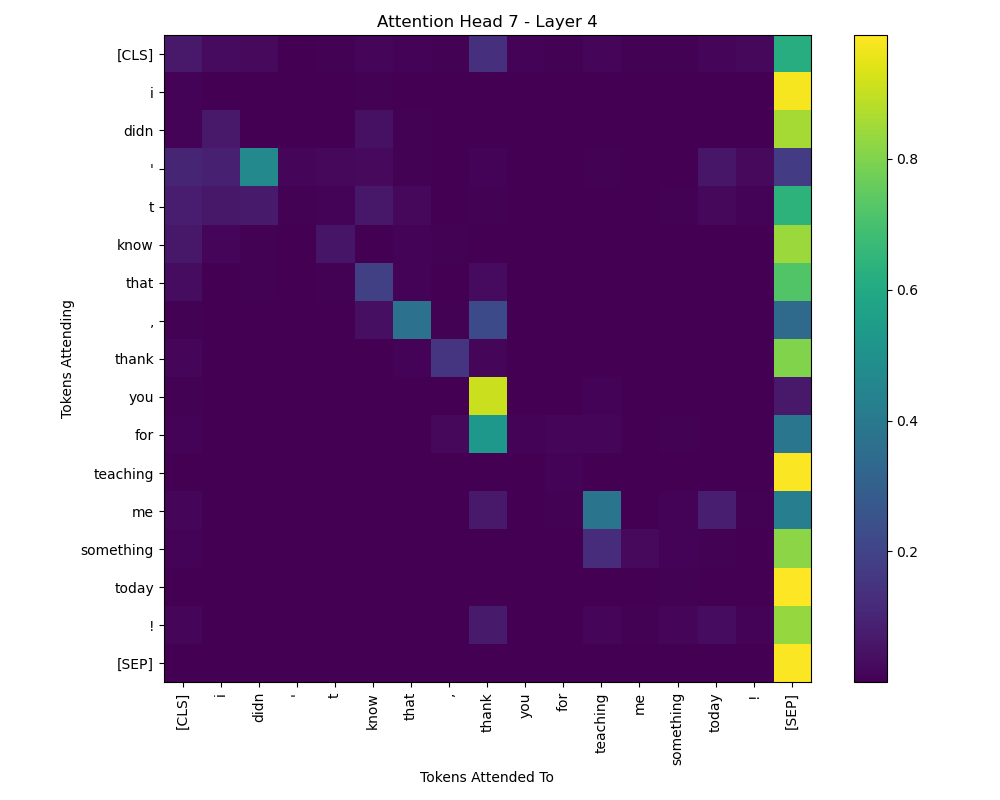 Attention Head 7 - Layer 4
[CLS]
i
didn
'
t
know
that
,
thank
you
for
teaching
me
something
today
!
[SEP]
Tokens Attending
[CLS]
i
didn
'
t
know
that
,
thank
you
for
teaching
me
something
today
!
[SEP]
Tokens Attended To
0.8
0.6
0.4
0.2